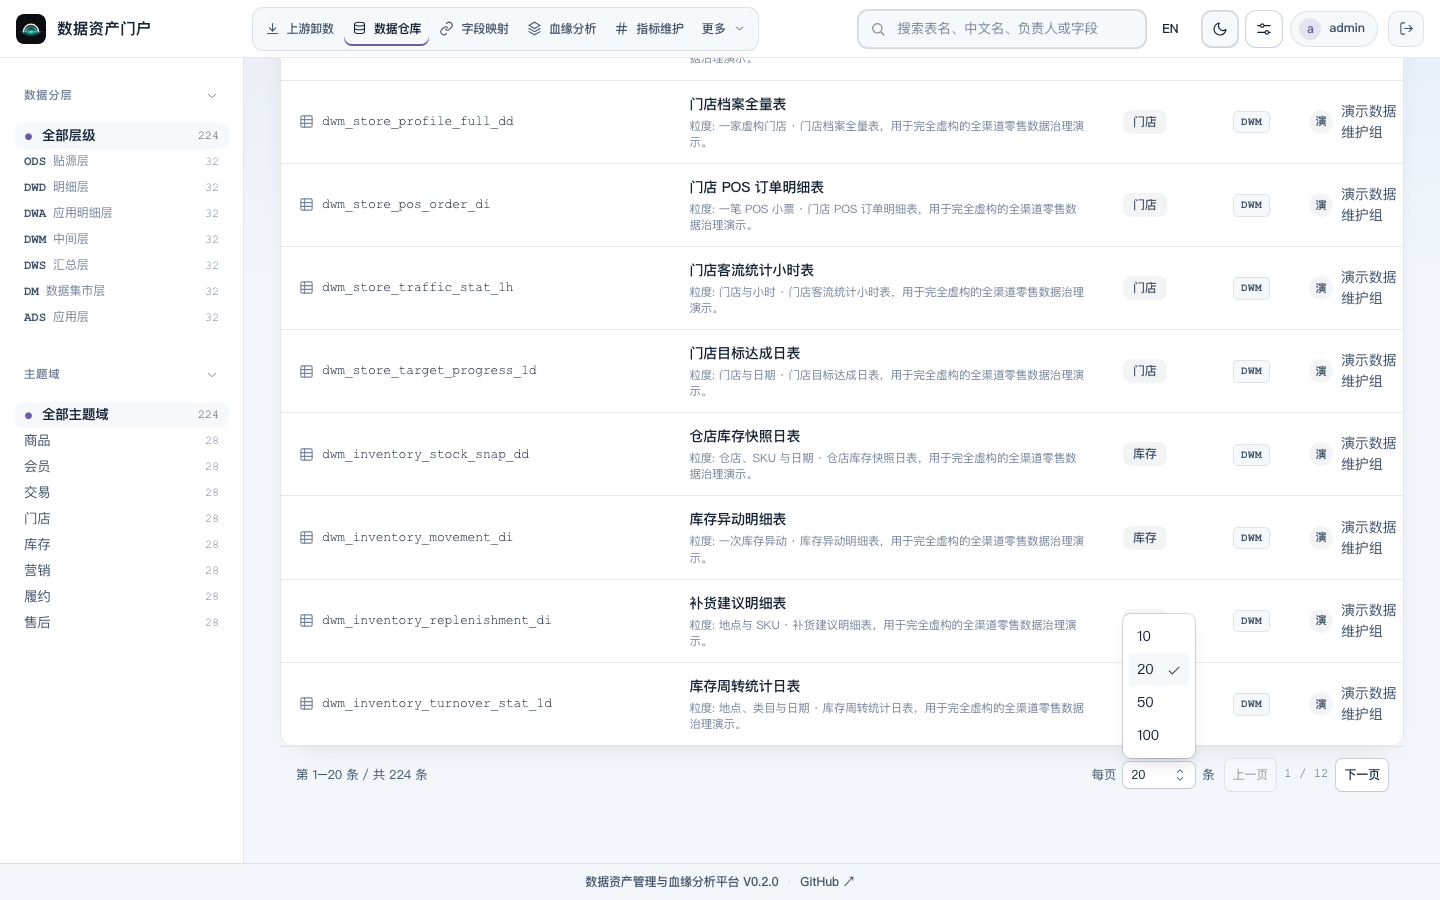 数据资产门户
上游卸数
数据仓库
字段映射
血缘分析
指标维护
更多
搜索表名、中文名、负责人或字段
EN
a
admin
数据分层
全部层级 224
ODS 贴源层 32
DWD 明细层 32
DWA 应用明细层 32
DWM 中间层 32
DWS 汇总层 32
DM 数据集市层 32
ADS 应用层 32
主题域
全部主题域 224
商品 28
会员 28
交易 28
门店 28
库存 28
营销 28
履约 28
售后 28
据治理演示。
dwm_store_profile_full_dd
门店档案全量表
粒度: 一家虚构门店 · 门店档案全量表，用于完全虚构的全渠道零售数据治理演
示。
门店
DWM
演
演示数据
维护组
dwm_store_pos_order_di
门店 POS 订单明细表
粒度: 一笔 POS 小票 · 门店 POS 订单明细表，用于完全虚构的全渠道零售数
据治理演示。
门店
DWM
演
演示数据
维护组
dwm_store_traffic_stat_1h
门店客流统计小时表
粒度: 门店与小时 · 门店客流统计小时表，用于完全虚构的全渠道零售数据治理
演示。
门店
DWM
演
演示数据
维护组
dwm_store_target_progress_1d
门店目标达成日表
粒度: 门店与日期 · 门店目标达成日表，用于完全虚构的全渠道零售数据治理演
示。
门店
DWM
演
演示数据
维护组
dwm_inventory_stock_snap_dd
仓店库存快照日表
粒度: 仓店、SKU 与日期 · 仓店库存快照日表，用于完全虚构的全渠道零售数
据治理演示。
库存
DWM
演
演示数据
维护组
dwm_inventory_movement_di
库存异动明细表
粒度: 一次库存异动 · 库存异动明细表，用于完全虚构的全渠道零售数据治理演
示。
库存
DWM
演
演示数据
维护组
dwm_inventory_replenishment_di
补货建议明细表
粒度: 地点与 SKU · 补货建议明细表，用于完全虚构的全渠道零售数据治理演
示。
DWM
演
演示数据
维护组
dwm_inventory_turnover_stat_1d
库存周转统计日表
粒度: 地点、类目与日期 · 库存周转统计日表，用于完全虚构的全渠道零售数据
治理演示。
DWM
演
演示数据
维护组
10
20
50
100
第 1–20 条 / 共 224 条
每页 20 条
上一页
1 / 12
下一页
数据资产管理与血缘分析平台 V0.2.0 · GitHub ↗